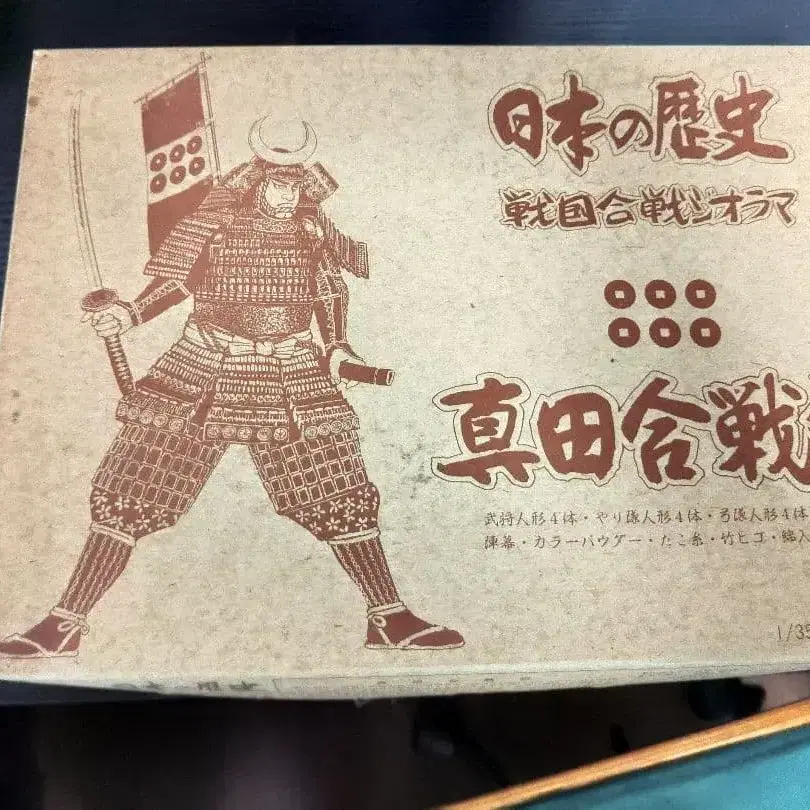 日本の歴史
戦国合戦ジオラマ
真田合戦
武将人形4体・やり隊人形4体・弓隊人形4体
陣幕・カラーパウダー・たこ糸・竹ヒゴ・
1/35